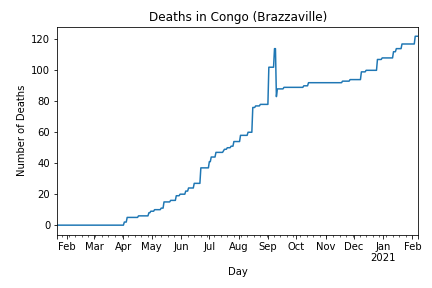 Deaths in Congo (Brazzaville)
120
100
80
60
40
20
0
Number of Deaths
Feb Mar Apr May Jun Jul Aug Sep Oct Nov Dec Jan Feb
2021
Day